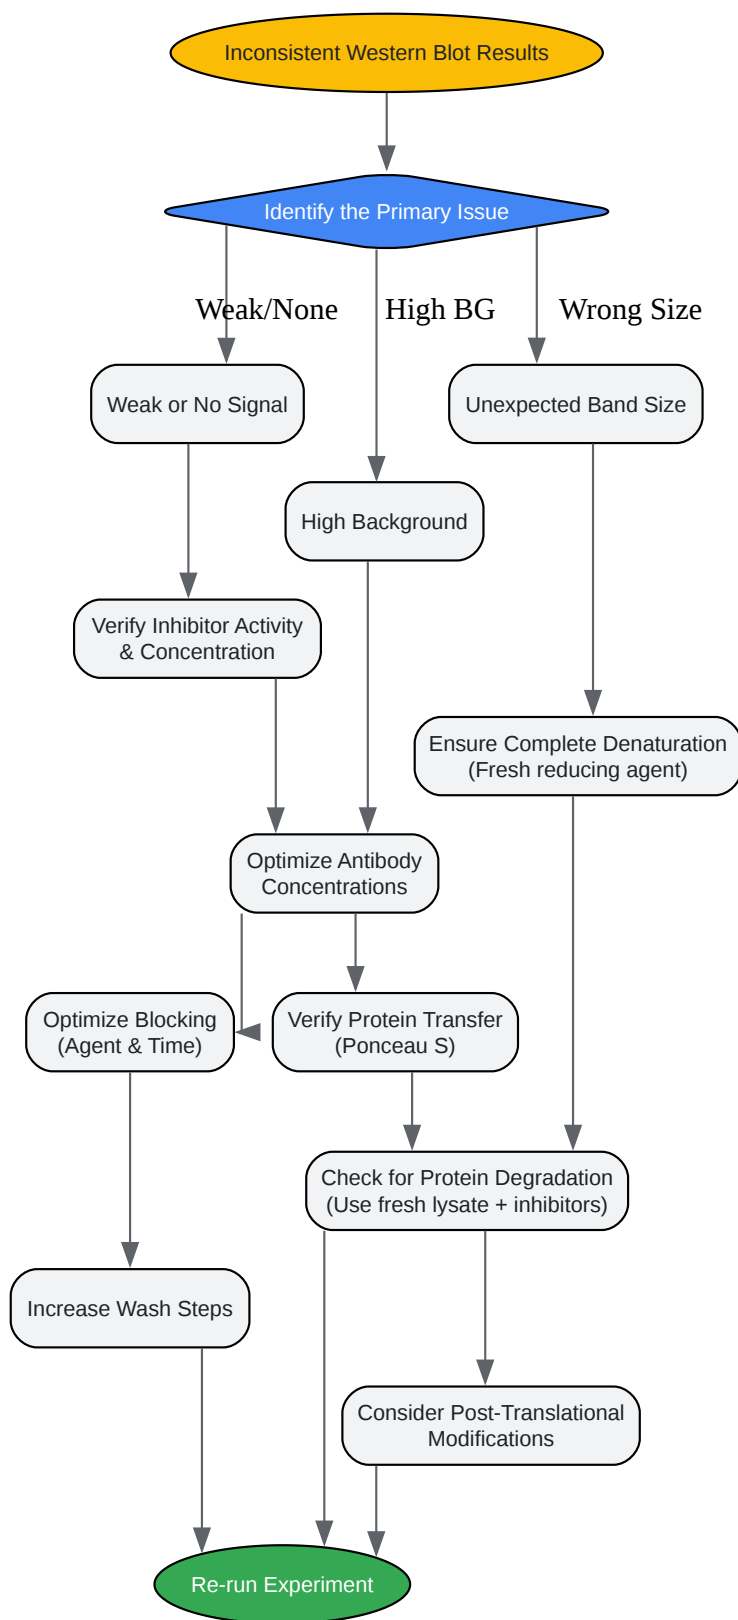 Inconsistent Western Blot Results
Identify the Primary Issue
Weak/None
High BG
Wrong Size
Weak or No Signal
Unexpected Band Size
High Background
Verify Inhibitor Activity
& Concentration
Ensure Complete Denaturation
(Fresh reducing agent)
Optimize Antibody
Concentrations
Optimize Blocking
(Agent & Time)
Verify Protein Transfer
(Ponceau S)
Check for Protein Degradation
(Use fresh lysate + inhibitors)
Increase Wash Steps
Consider Post-Translational
Modifications
Re-run Experiment